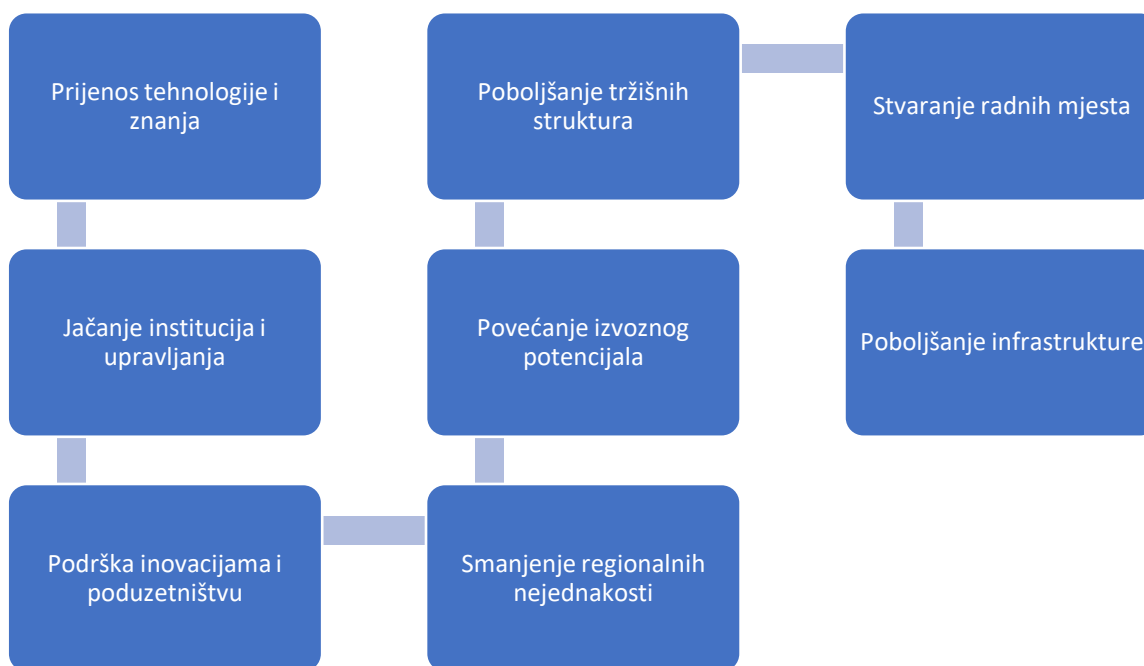 Prijenos tehnologije i
znanja
Jačanje institucija i
upravljanja
Podrška inovacijama i
poduzetništvu
Smanjenje regionalnih
nejednakosti
Povećanje izvoznog
potencijala
Poboljšanje tržišnih
struktura
Stvaranje radnih mjesta
Poboljšanje infrastrukture